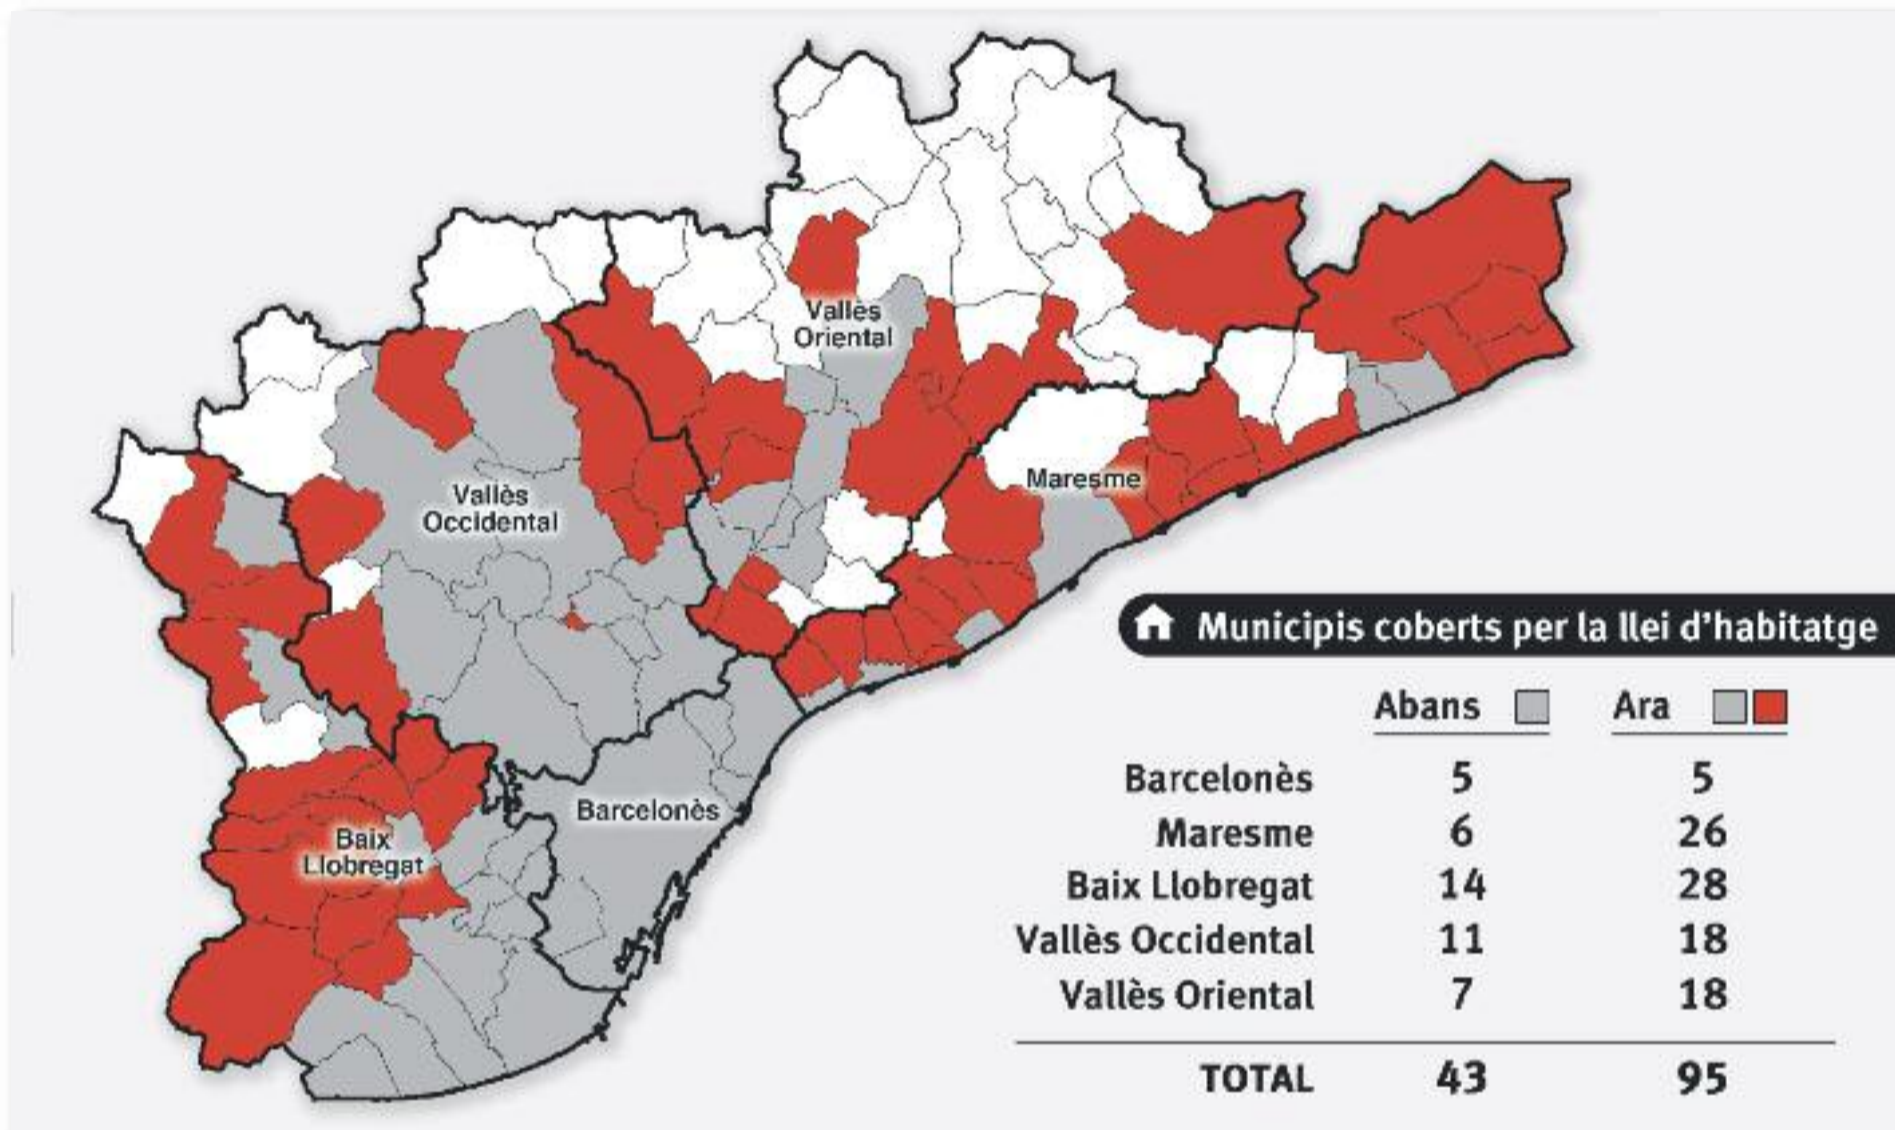 Vallès
Oriental
Vallès
Occidental
Maresme
Barcelonès
Baix
Llobregat
Municipis coberts per la llei d'habitatge
Abans Ara
Barcelonès 5 5
Maresme 6 26
Baix Llobregat 14 28
Vallès Occidental 11 18
Vallès Oriental 7 18
TOTAL 43 95